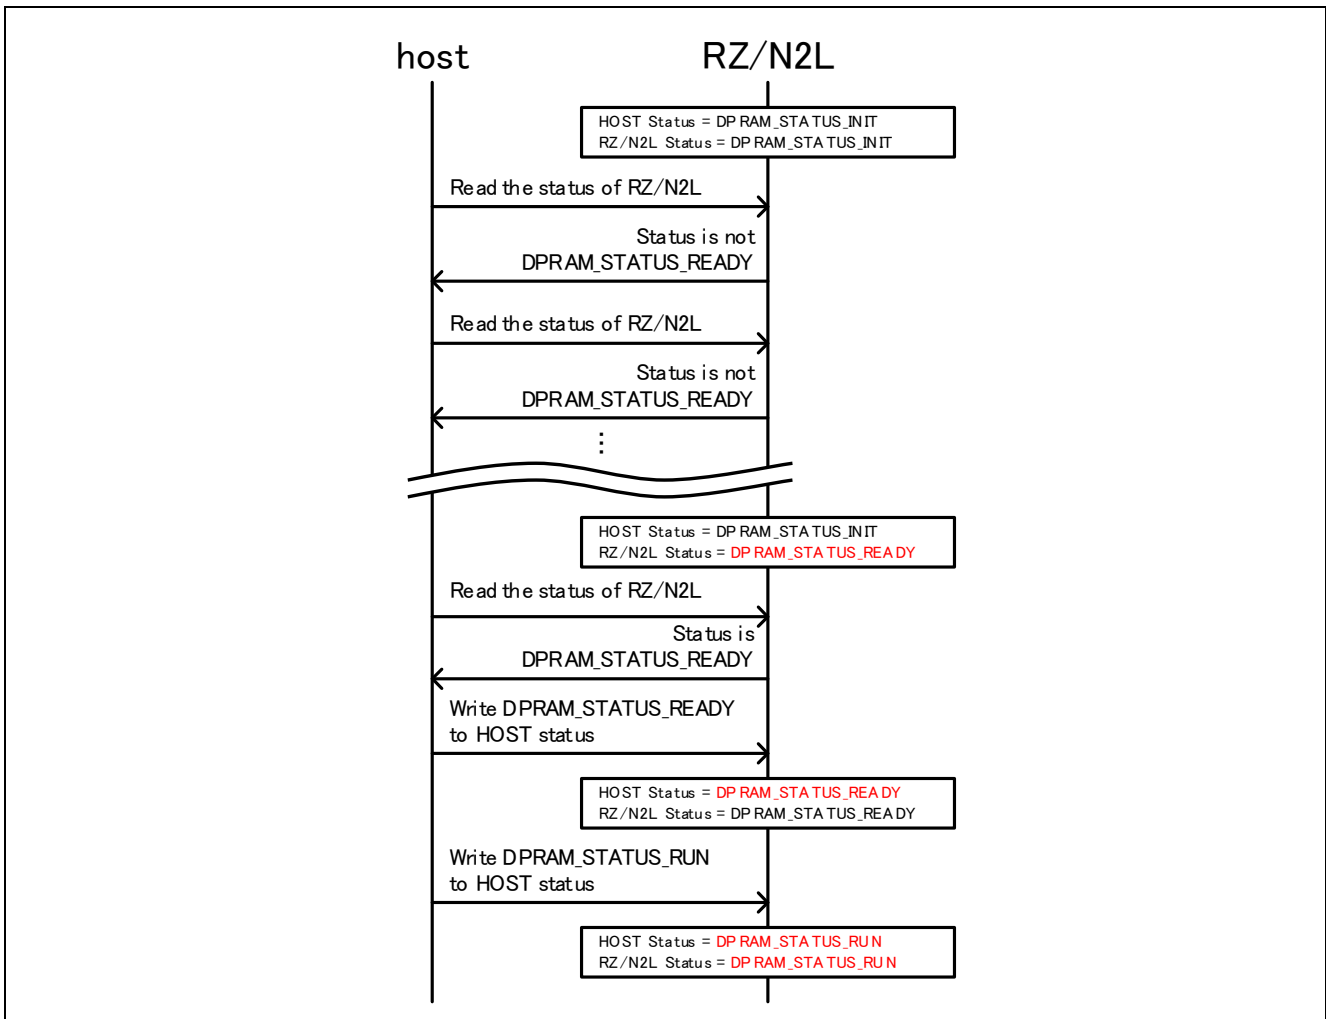 host
RZ/N2L
HOST Status = DPRAM_STATUS_INIT
RZ/N2L Status = DPRAM_STATUS_INIT
Read the status of RZ/N2L
Status is not
DPRAM_STATUS_READY
Read the status of RZ/N2L
Status is not
DPRAM_STATUS_READY
⋮
HOST Status = DPRAM_STATUS_INIT
RZ/N2L Status = DPRAM_STATUS_READY
Read the status of RZ/N2L
Status is
DPRAM_STATUS_READY
Write DPRAM_STATUS_READY
to HOST status
HOST Status = DPRAM_STATUS_READY
RZ/N2L Status = DPRAM_STATUS_READY
Write DPRAM_STATUS_RUN
to HOST status
HOST Status = DPRAM_STATUS_RUN
RZ/N2L Status = DPRAM_STATUS_RUN